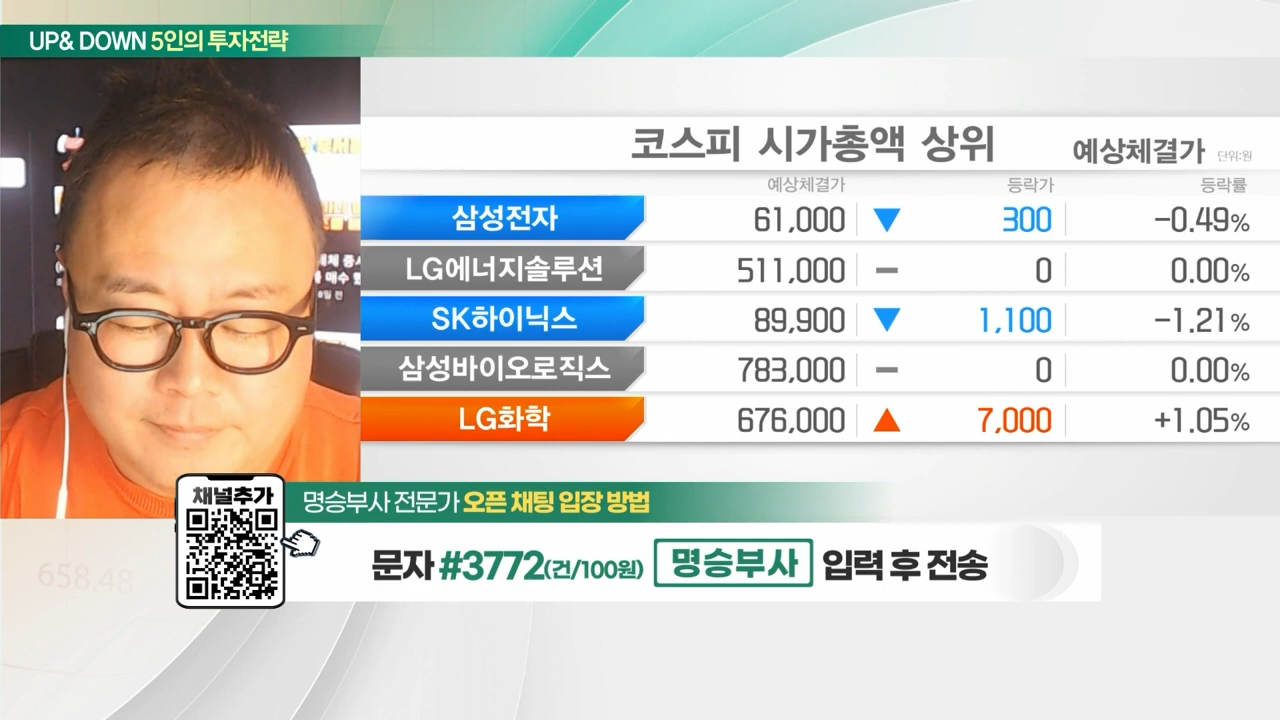 UP& DOWN 5인의 투자전략
코스피 시가총액 상위 예상체결가 단위:원
예상체결가 등락가 등락률
삼성전자 61,000 ▼ 300 -0.49%
LG에너지솔루션 511,000 - 0 0.00%
SK하이닉스 89,900 ▼ 1,100 -1.21%
삼성바이오로직스 783,000 - 0 0.00%
LG화학 676,000 ▲ 7,000 +1.05%
채널추가
명승부사 전문가 오픈 채팅 입장 방법
문자 #3772(건/100원) 명승부사 입력 후 전송
658.48